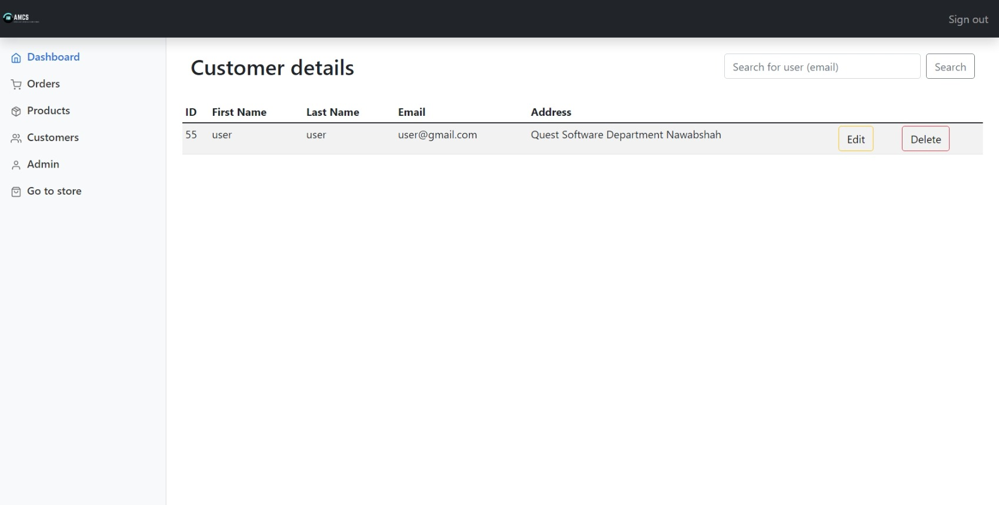 AMCS
Sign out
Dashboard
Orders
Products
Customers
Admin
Go to store
Customer details
Search for user (email) Search
ID First Name Last Name Email Address
55 user user user@gmail.com Quest Software Department Nawabshah Edit Delete